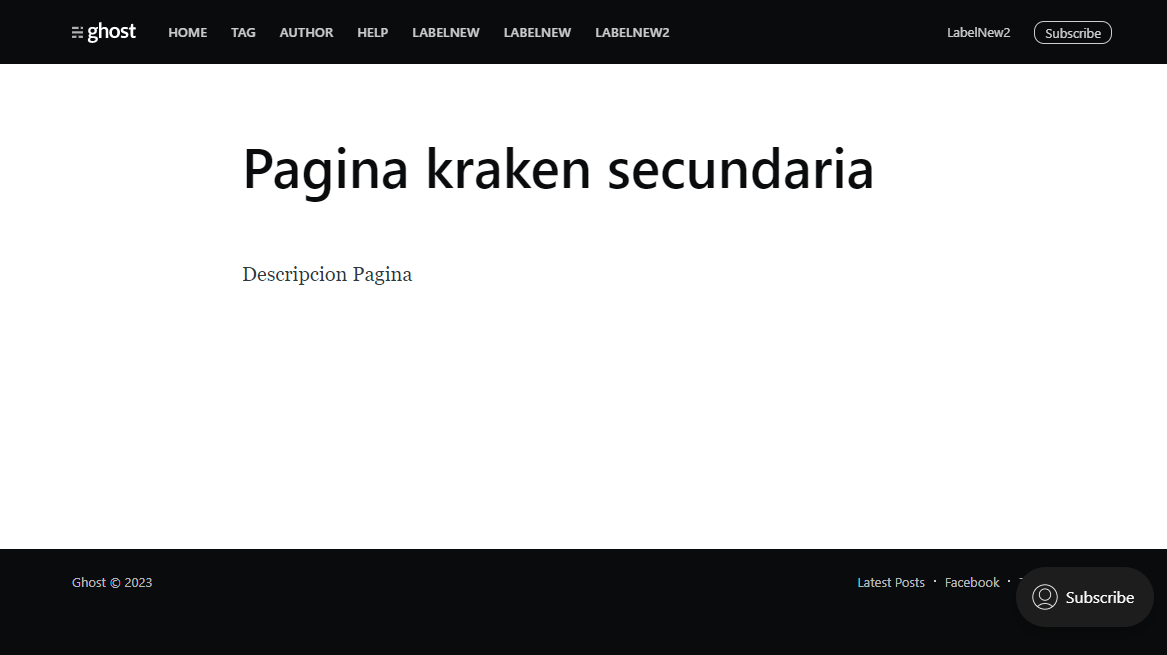 ghost HOME TAG AUTHOR HELP LABELNEW LABELNEW LABELNEW2 LabelNew2 Subscribe
Pagina kraken secundaria
Descripcion Pagina
Ghost © 2023 Latest Posts · Facebook ·
Subscribe